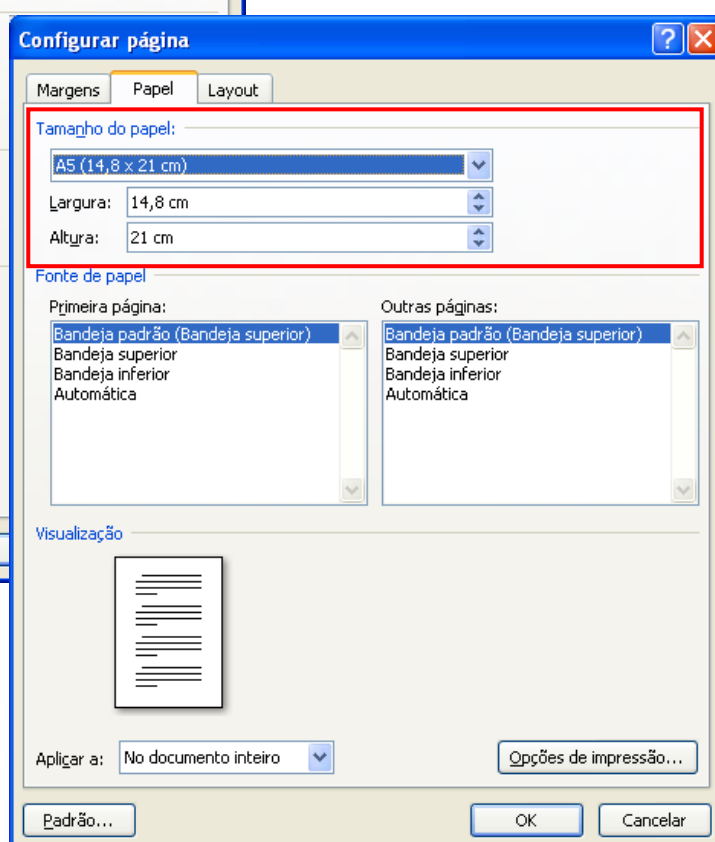 Configurar página
Margens Papel Layout
Tamanho do papel:
A5 (14,8 x 21 cm)
Largura: 14,8 cm
Altura: 21 cm
Fonte de papel
Primeira página: Outras páginas:
Bandeja padrão (Bandeja superior) Bandeja padrão (Bandeja superior)
Bandeja superior Bandeja superior
Bandeja inferior Bandeja inferior
Automática Automática
Visualização
Aplicar a: No documento inteiro Opções de impressão...
Padrão... OK Cancelar